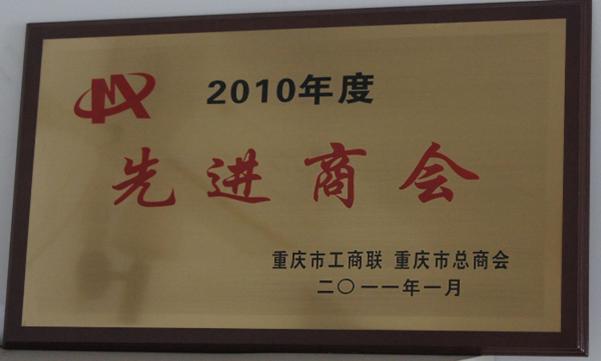 2010年度
先进商会
重庆市工商联 重庆市总商会
二〇一一年一月